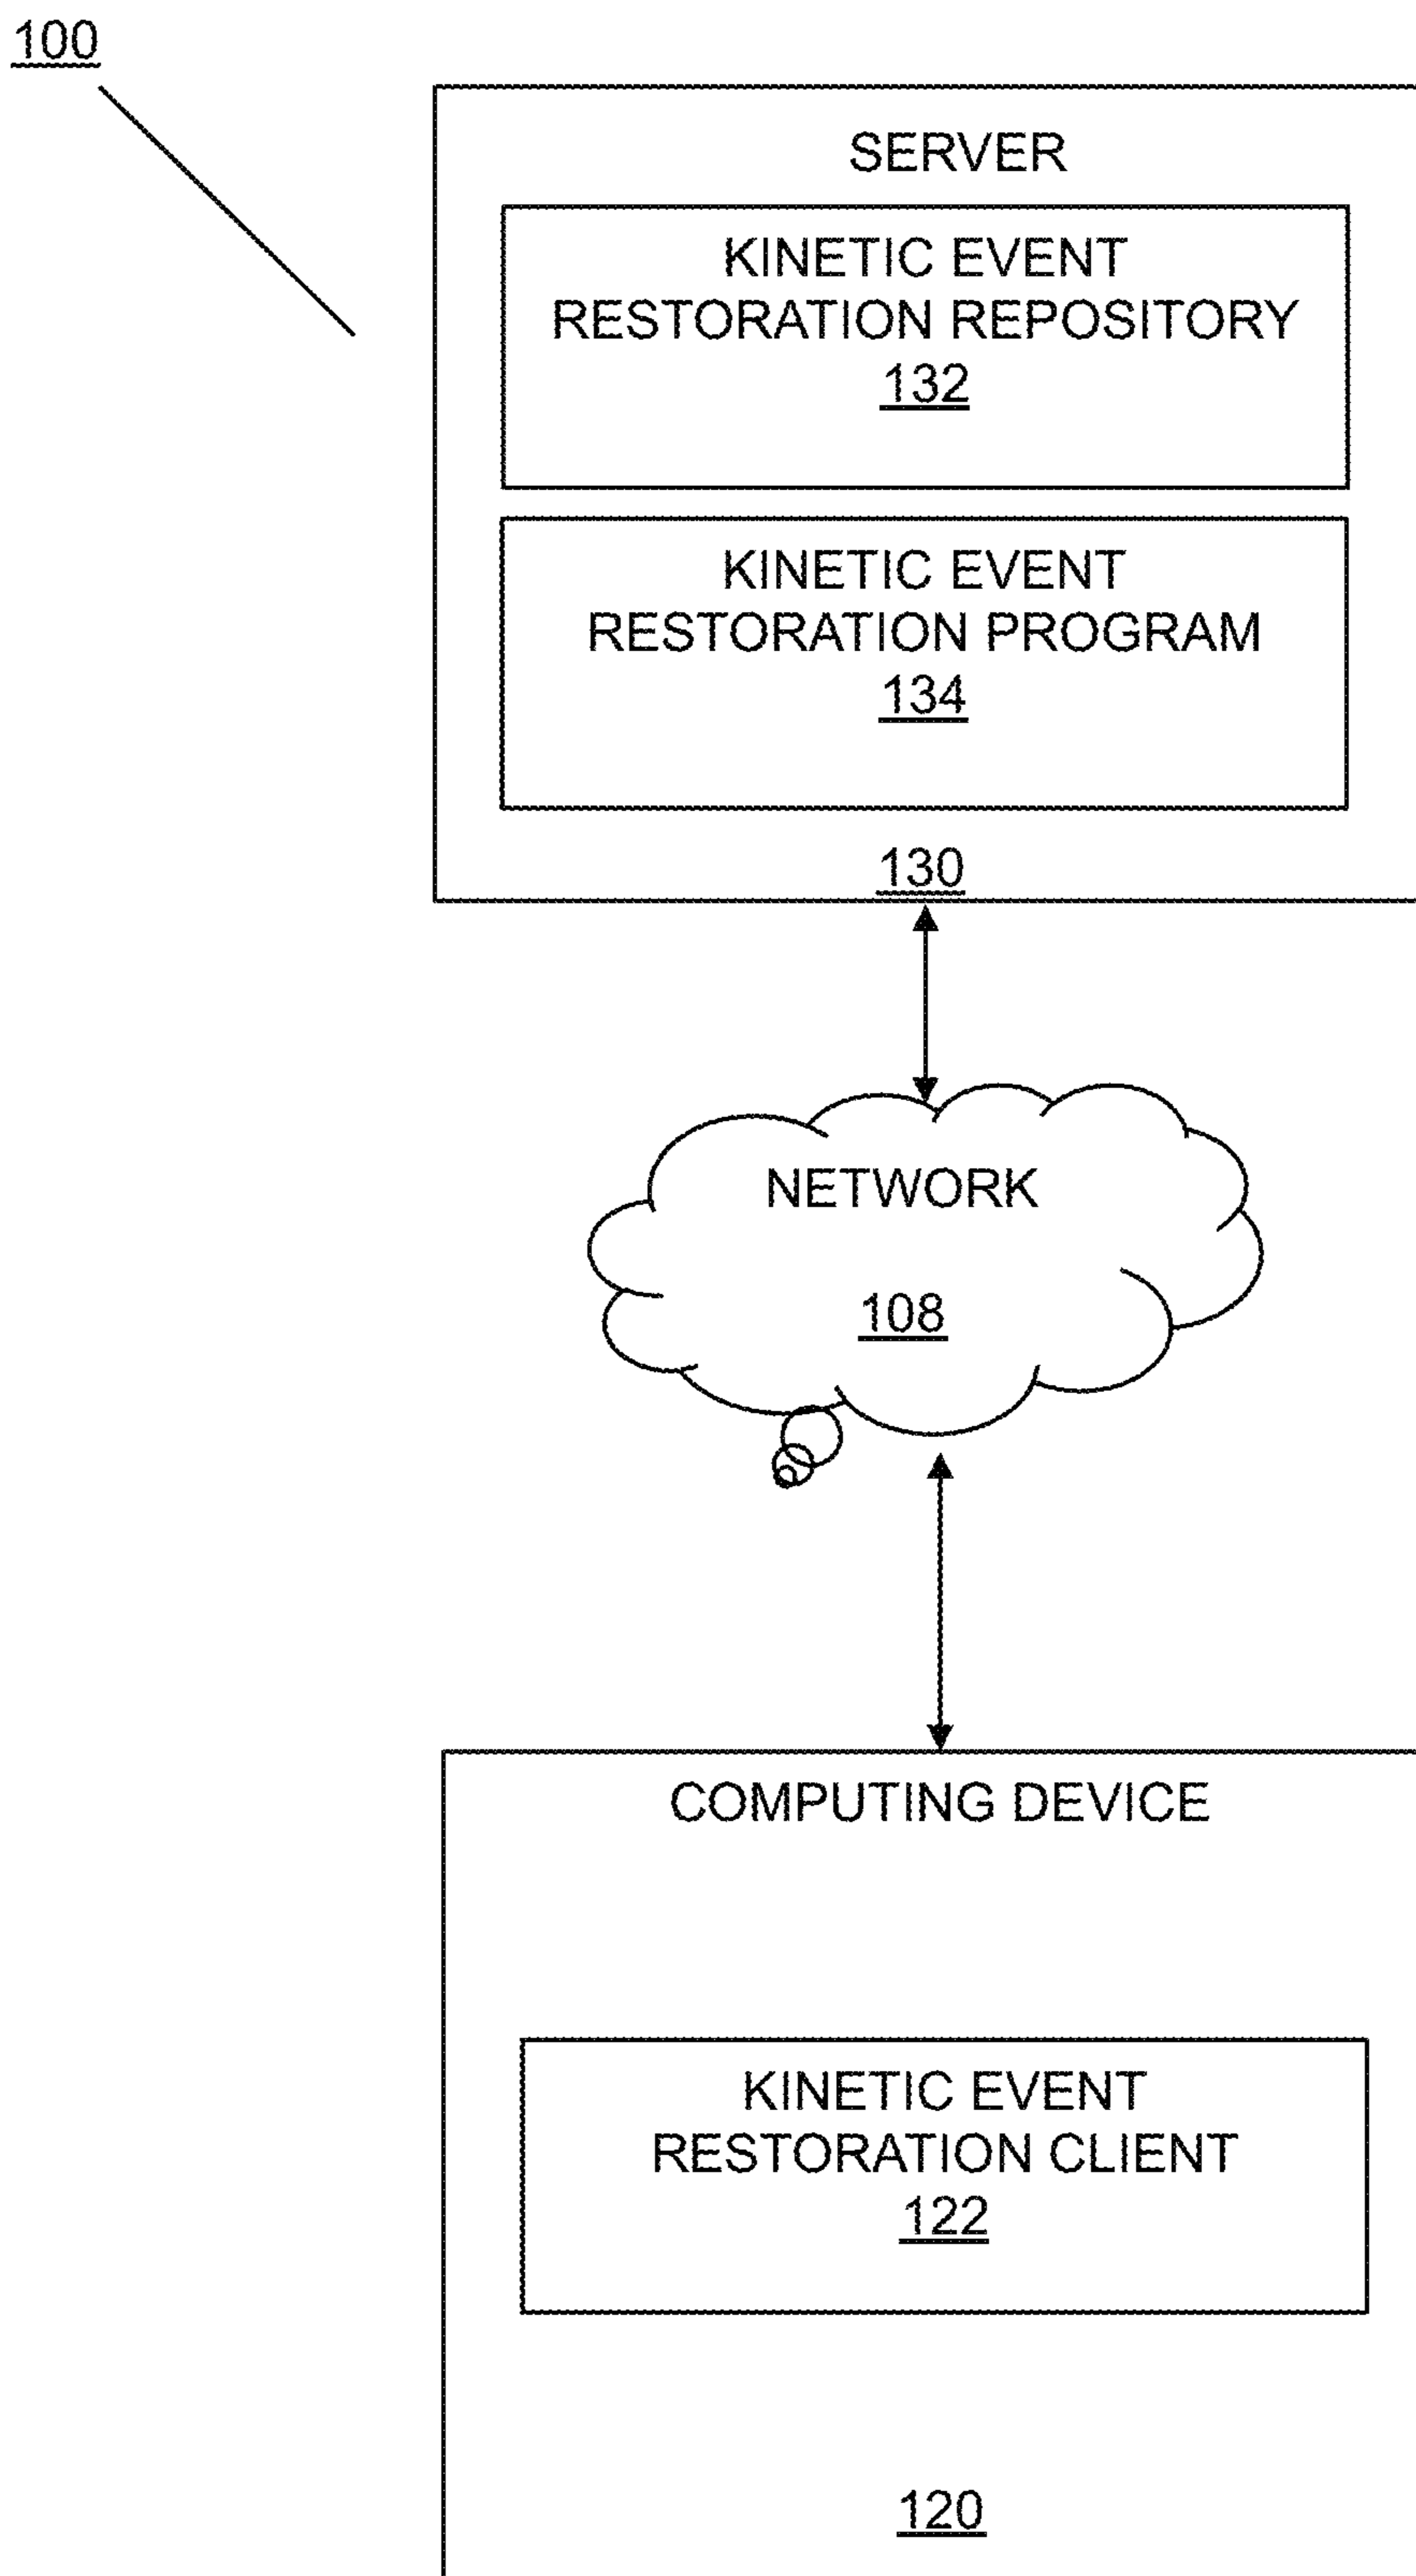 100
SERVER
KINETIC EVENT
RESTORATION REPOSITORY
132
KINETIC EVENT
RESTORATION PROGRAM
134
130
NETWORK
108
COMPUTING DEVICE
KINETIC EVENT
RESTORATION CLIENT
122
120